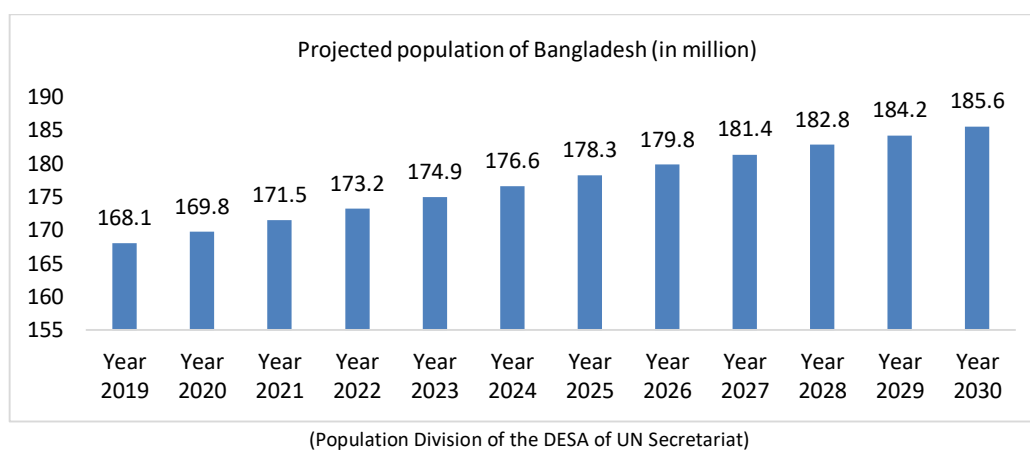 Projected population of Bangladesh (in million)
190
185
180
175
170
165
160
155
168.1
169.8
171.5
173.2
174.9
176.6
178.3
179.8
181.4
182.8
184.2
185.6
Year 2019
Year 2020
Year 2021
Year 2022
Year 2023
Year 2024
Year 2025
Year 2026
Year 2027
Year 2028
Year 2029
Year 2030
(Population Division of the DESA of UN Secretariat)